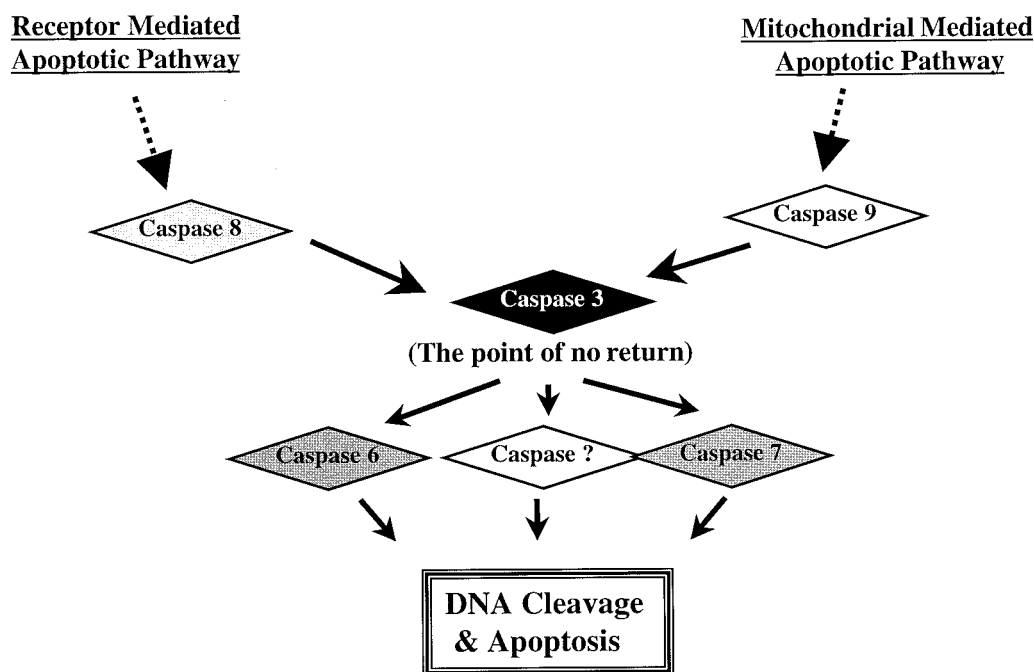 Receptor Mediated
Apoptotic Pathway
Mitochondrial Mediated
Apoptotic Pathway
Caspase 8
Caspase 9
Caspase 3
(The point of no return)
Caspase 6
Caspase ?
Caspase 7
DNA Cleavage
& Apoptosis